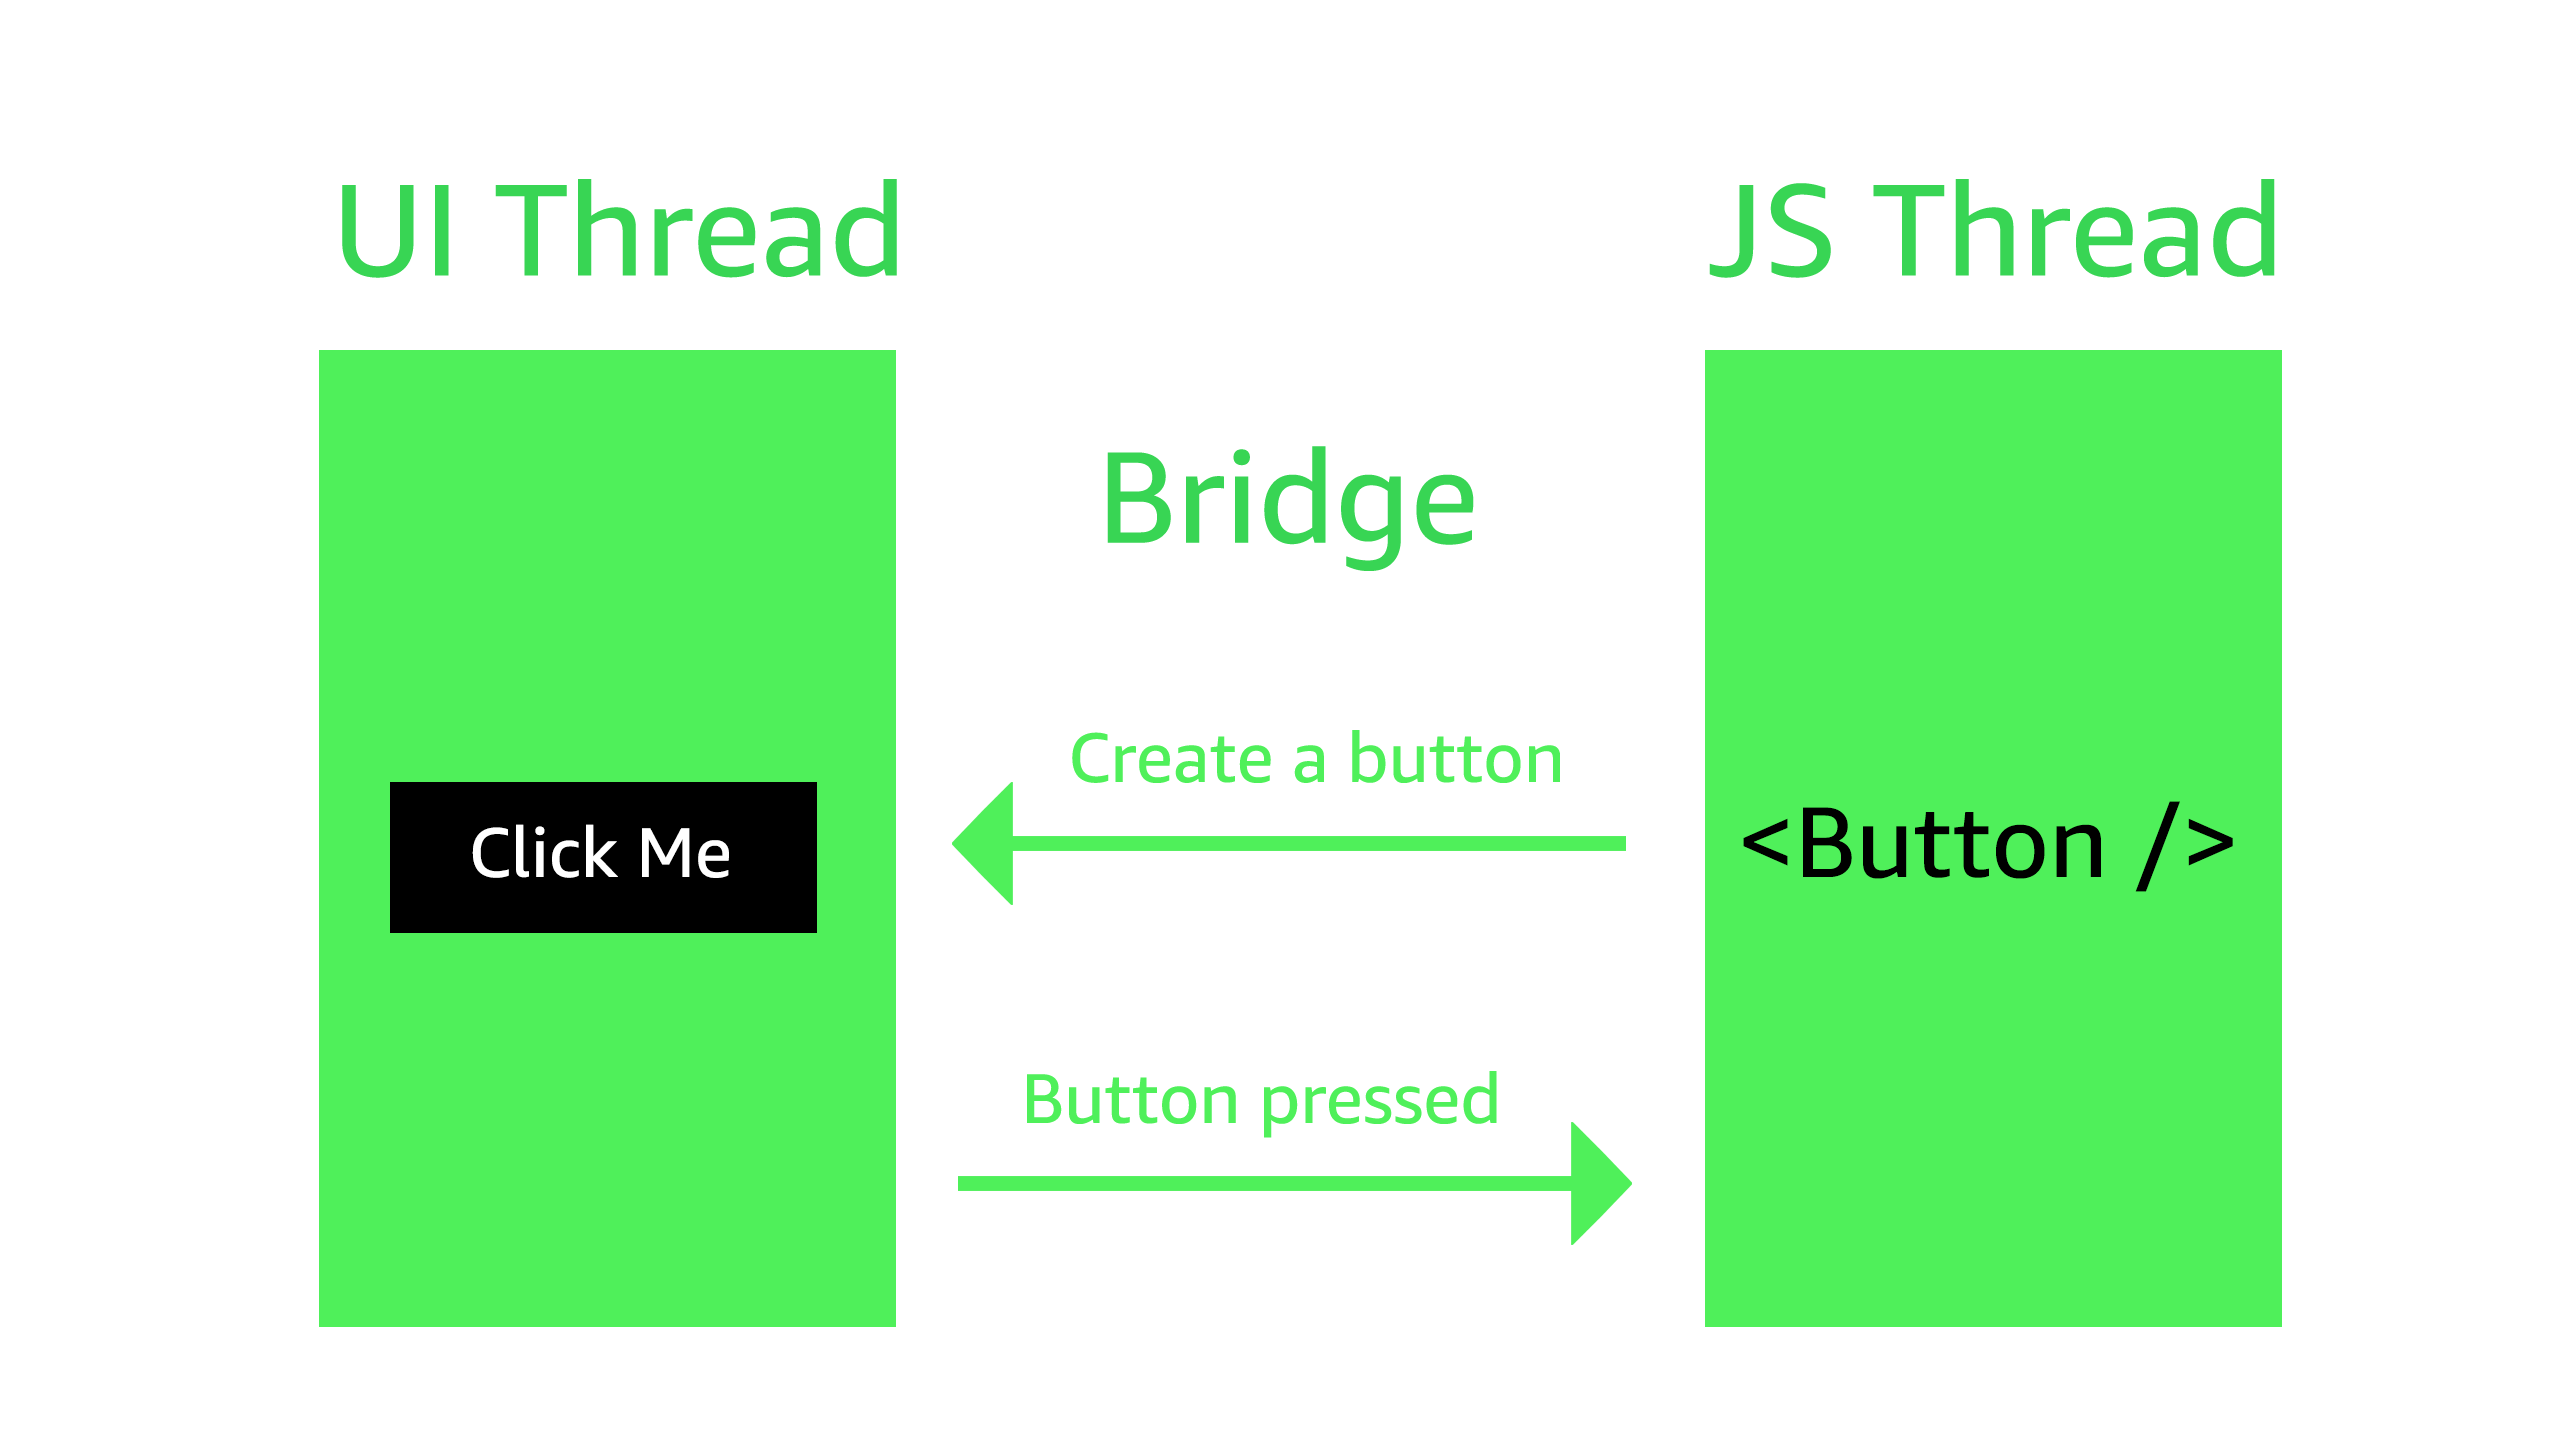 UI Thread
JS Thread
Bridge
Create a button
Click Me
<Button />
Button pressed